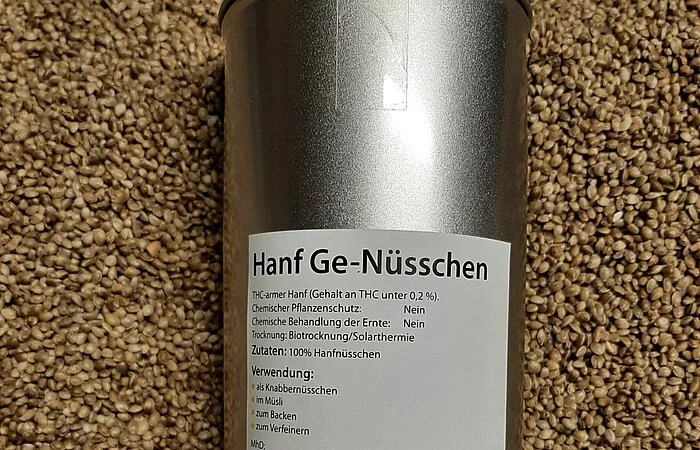 Hanf Ge-Nüsschen
THC-armer Hanf (Gehalt an THC unter 0,2 %).
Chemischer Pflanzenschutz: Nein
Chemische Behandlung der Ernte: Nein
Trocknung: Biotrocknung/Solarthermie
Zutaten: 100% Hanfnüsschen
Verwendung:
als Knabbernüsschen
im Müsli
zum Backen
zum Verfeinern
MhD: